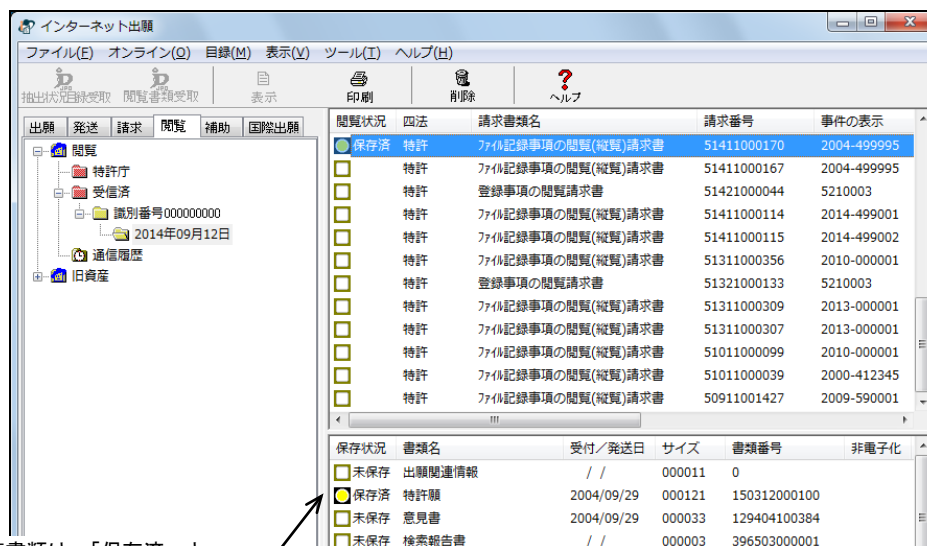 インターネット出願
ファイル(F) オンライン(O) 目録(M) 表示(V) ツール(T) ヘルプ(H)
抽出状況目録受取 閲覧書類受取 表示 印刷 削除 ヘルプ
出願 発送 請求 閲覧 補助 国際出願
閲覧
特許庁
受信済
識別番号000000000
2014年09月12日
通信履歴
旧資産
閲覧状況 四法 請求書類名 請求番号 事件の表示
保存済 特許 ファイル記録事項の閲覧(縦覧)請求書 51411000170 2004-499995
特許 ファイル記録事項の閲覧(縦覧)請求書 51411000167 2004-499995
特許 登録事項の閲覧請求書 51421000044 5210003
特許 ファイル記録事項の閲覧(縦覧)請求書 51411000114 2014-499001
特許 ファイル記録事項の閲覧(縦覧)請求書 51411000115 2014-499002
特許 ファイル記録事項の閲覧(縦覧)請求書 51311000356 2010-000001
特許 登録事項の閲覧請求書 51321000133 5210003
特許 ファイル記録事項の閲覧(縦覧)請求書 51311000309 2013-000001
特許 ファイル記録事項の閲覧(縦覧)請求書 51311000307 2013-000001
特許 ファイル記録事項の閲覧(縦覧)請求書 51011000099 2010-000001
特許 ファイル記録事項の閲覧(縦覧)請求書 51011000039 2000-412345
特許 ファイル記録事項の閲覧(縦覧)請求書 50911001427 2009-590001
保存状況 書類名 受付/発送日 サイズ 書類番号 非電子化
未保存 出願関連情報 / / 000011 0
保存済 特許願 2004/09/29 000121 150312000100
未保存 意見書 2004/09/29 000033 129404100384
未保存 検索報告書 / / 000003 396503000001